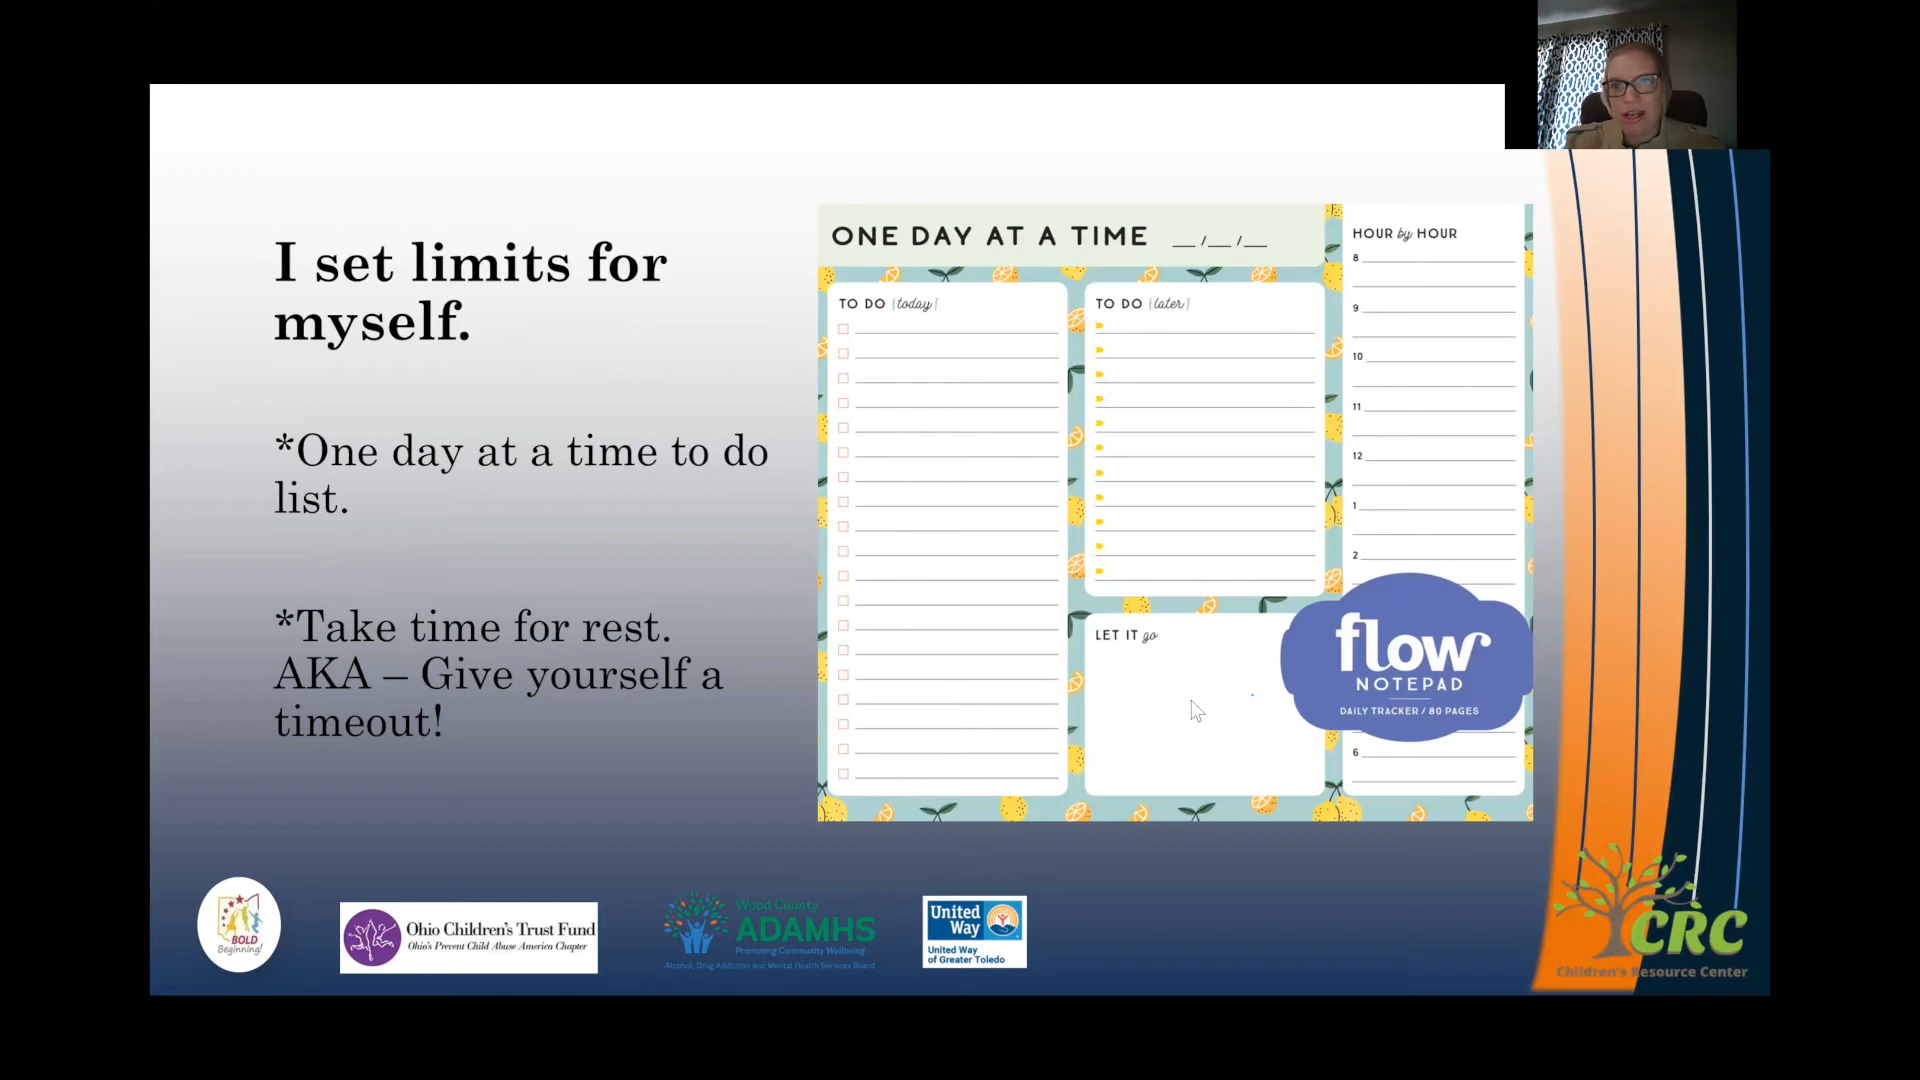 I set limits for
myself.
*One day at a time to do
list.
*Take time for rest.
AKA – Give yourself a
timeout!
ONE DAY AT A TIME __ /__ /__
TO DO {today}
TO DO {later}
LET IT go
HOUR by HOUR
8
9
10
11
12
1
2
6
flow
NOTEPAD
DAILY TRACKER / 80 PAGES
BOLD
Beginning!
Ohio Children's Trust Fund
Ohio's Prevent Child Abuse America Chapter
Wood County
ADAMHS
Promoting Community Wellbeing
Alcohol, Drug Addiction and Mental Health Services Board
United
Way
United Way
of Greater Toledo
CRC
Children's Resource Center